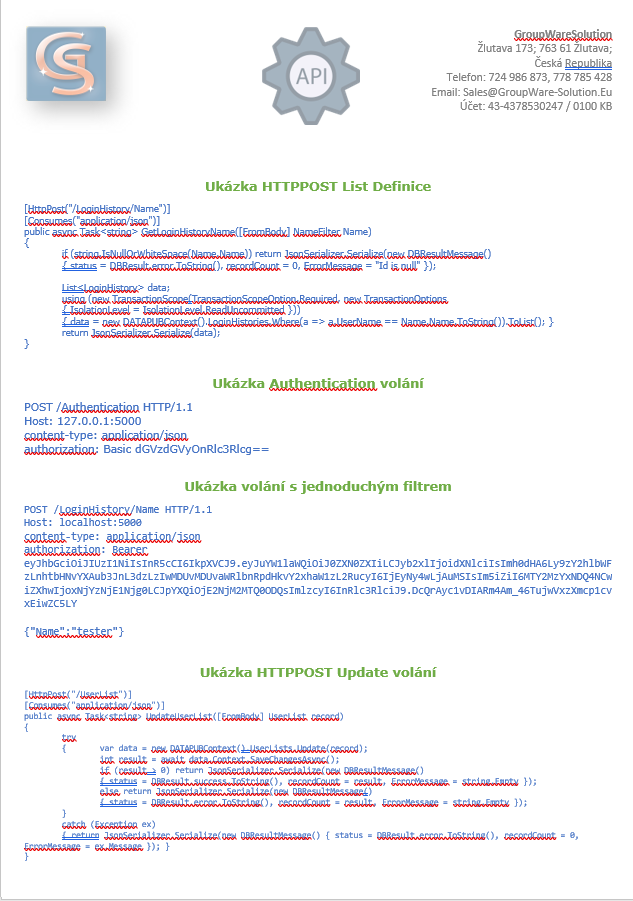 GroupWareSolution
Žlutava 173; 763 61 Žlutava;
Česká Republika
Telefon: 724 986 873, 778 785 428
Email: Sales@GroupWare-Solution.Eu
Účet: 43-4378530247 / 0100 KB
GS
API
Ukázka HTTPPOST List Definice
[HttpPost("/LoginHistory/Name")]
[Consumes("application/json")]
public async Task<string> GetLoginHistoryName([FromBody] NameFilter Name)
{
if (string.IsNullOrWhiteSpace(Name.Name)) return JsonSerializer.Serialize(new DBResultMessage()
{ status = DBResult.error.ToString(), recordCount = 0, ErrorMessage = "Id is null" });
List<LoginHistory> data;
using (new TransactionScope(TransactionScopeOption.Required, new TransactionOptions
{ IsolationLevel = IsolationLevel.ReadUncommitted }))
{ data = new DATAPUBContext().LoginHistories.Where(a => a.UserName == Name.Name.ToString()).ToList(); }
return JsonSerializer.Serialize(data);
}
Ukázka Authentication volání
POST /Authentication HTTP/1.1
Host: 127.0.0.1:5000
content-type: application/json
authorization: Basic dGVzdGVyOnRlc3Rlcg==
Ukázka volání s jednoduchým filtrem
POST /LoginHistory/Name HTTP/1.1
Host: localhost:5000
content-type: application/json
authorization: Bearer
{"Name":"tester"}
Ukázka HTTPPOST Update volání
[HttpPost("/UserList")]
[Consumes("application/json")]
public async Task<string> UpdateUserList([FromBody] UserList record)
{
try
{ var data = new DATAPUBContext().UserLists.Update(record);
int result = await data.Context.SaveChangesAsync();
if (result > 0) return JsonSerializer.Serialize(new DBResultMessage()
{ status = DBResult.success.ToString(), recordCount = result, ErrorMessage = string.Empty });
else return JsonSerializer.Serialize(new DBResultMessage()
{ status = DBResult.error.ToString(), recordCount = result, ErrorMessage = string.Empty });
}
catch (Exception ex)
{ return JsonSerializer.Serialize(new DBResultMessage() { status = DBResult.error.ToString(), recordCount = 0,
ErrorMessage = ex.Message }); }
}